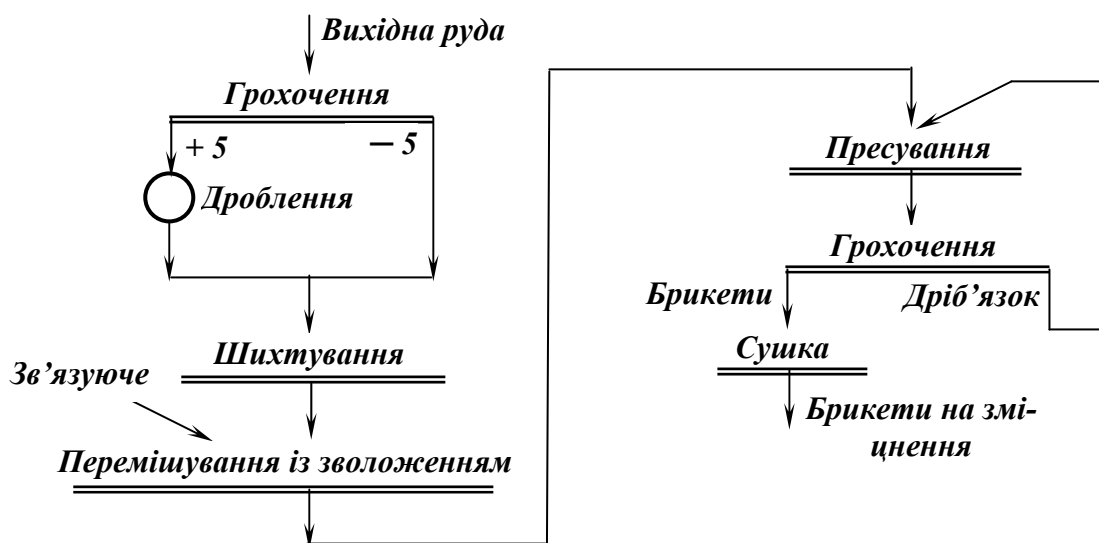 Вихідна руда
Грохочення
+ 5
— 5
Дроблення
Шихтування
Зв’язуюче
Перемішування із зволоженням
Пресування
Грохочення
Брикети
Дріб’язок
Сушка
Брикети на змі-
цнення